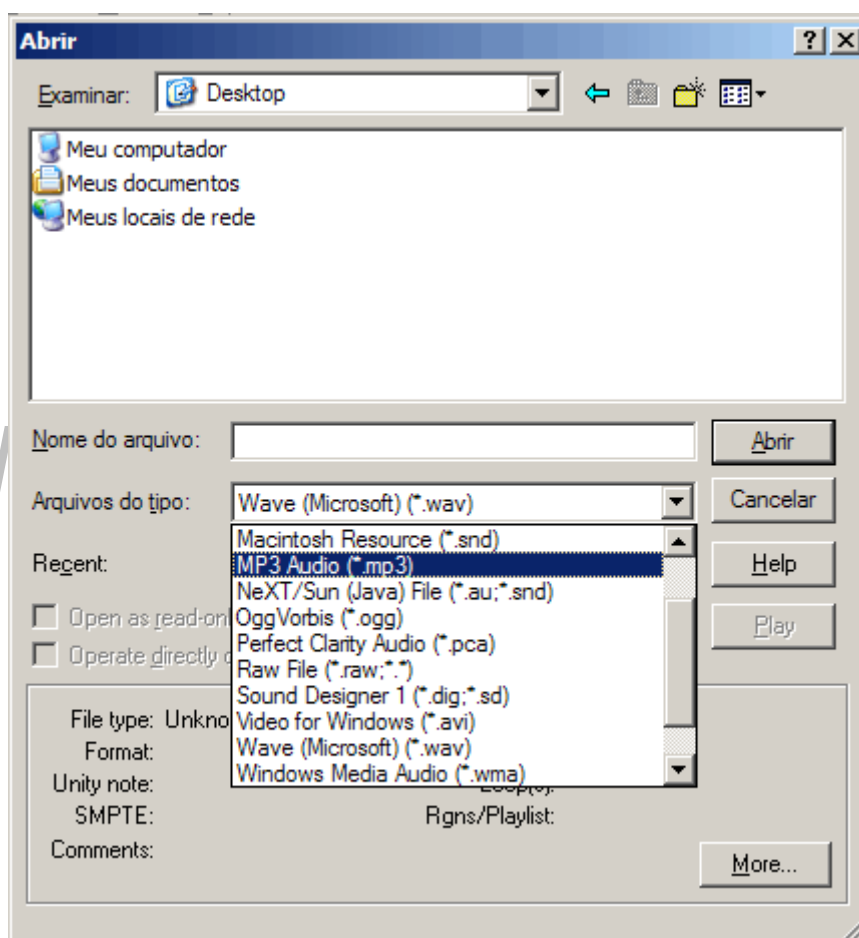 Abrir
Examinar: Desktop
Meu computador
Meus documentos
Meus locais de rede
Nome do arquivo: Abrir
Arquivos do tipo: Wave (Microsoft) (*.wav) Cancelar
Macintosh Resource (*.snd)
Recent: MP3 Audio (*.mp3) Help
NeXT/Sun (Java) File (*.au;*.snd)
Open as OggVorbis (*.ogg) Play
Perfect Clarity Audio (*.pca)
Operate Raw File (*.raw;*.*)
Sound Designer 1 (*.dig;*.sd)
File type: Video for Windows (*.avi)
Format: Wave (Microsoft) (*.wav)
Unity note: Windows Media Audio (*.wma)
SMPTE: Rgns/Playlist:
Comments: More...